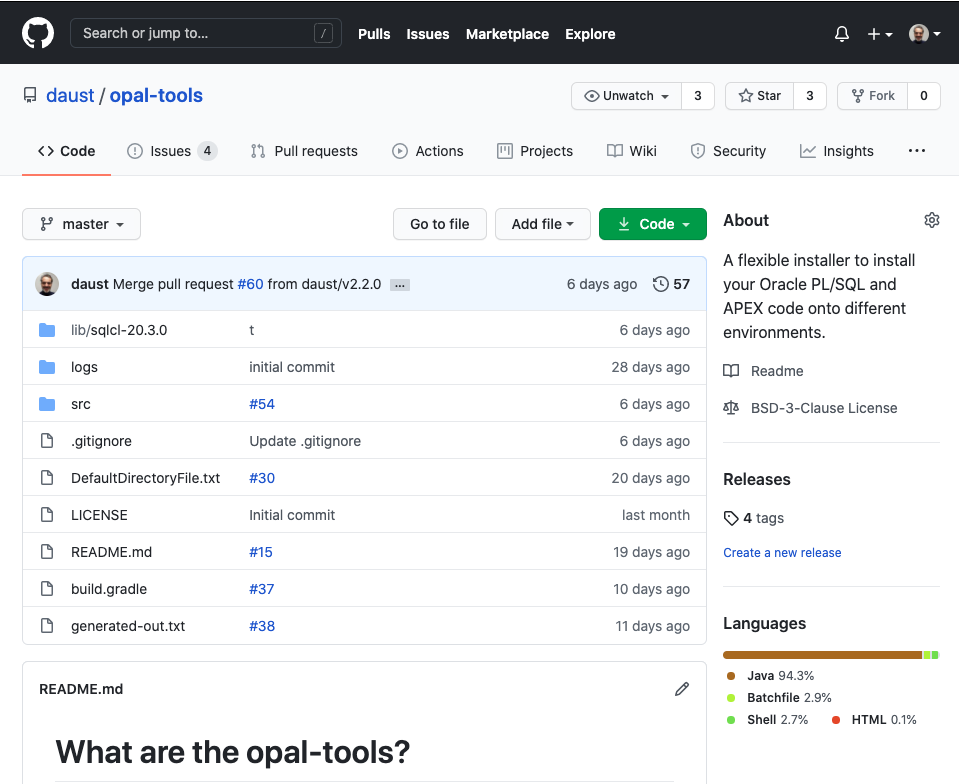 Search or jump to... / Pulls Issues Marketplace Explore
daust / opal-tools Unwatch 3 Star 3 Fork 0
Code Issues 4 Pull requests Actions Projects Wiki Security Insights ...
master Go to file Add file Code
daust Merge pull request #60 from daust/v2.2.0 ... 6 days ago 57
lib/sqlcl-20.3.0 t 6 days ago
logs initial commit 28 days ago
src #54 6 days ago
.gitignore Update .gitignore 6 days ago
DefaultDirectoryFile.txt #30 20 days ago
LICENSE Initial commit last month
README.md #15 19 days ago
build.gradle #37 10 days ago
generated-out.txt #38 11 days ago
README.md
What are the opal-tools?
About
A flexible installer to install
your Oracle PL/SQL and
APEX code onto different
environments.
Readme
BSD-3-Clause License
Releases
4 tags
Create a new release
Languages
Java 94.3%
Batchfile 2.9%
Shell 2.7% HTML 0.1%